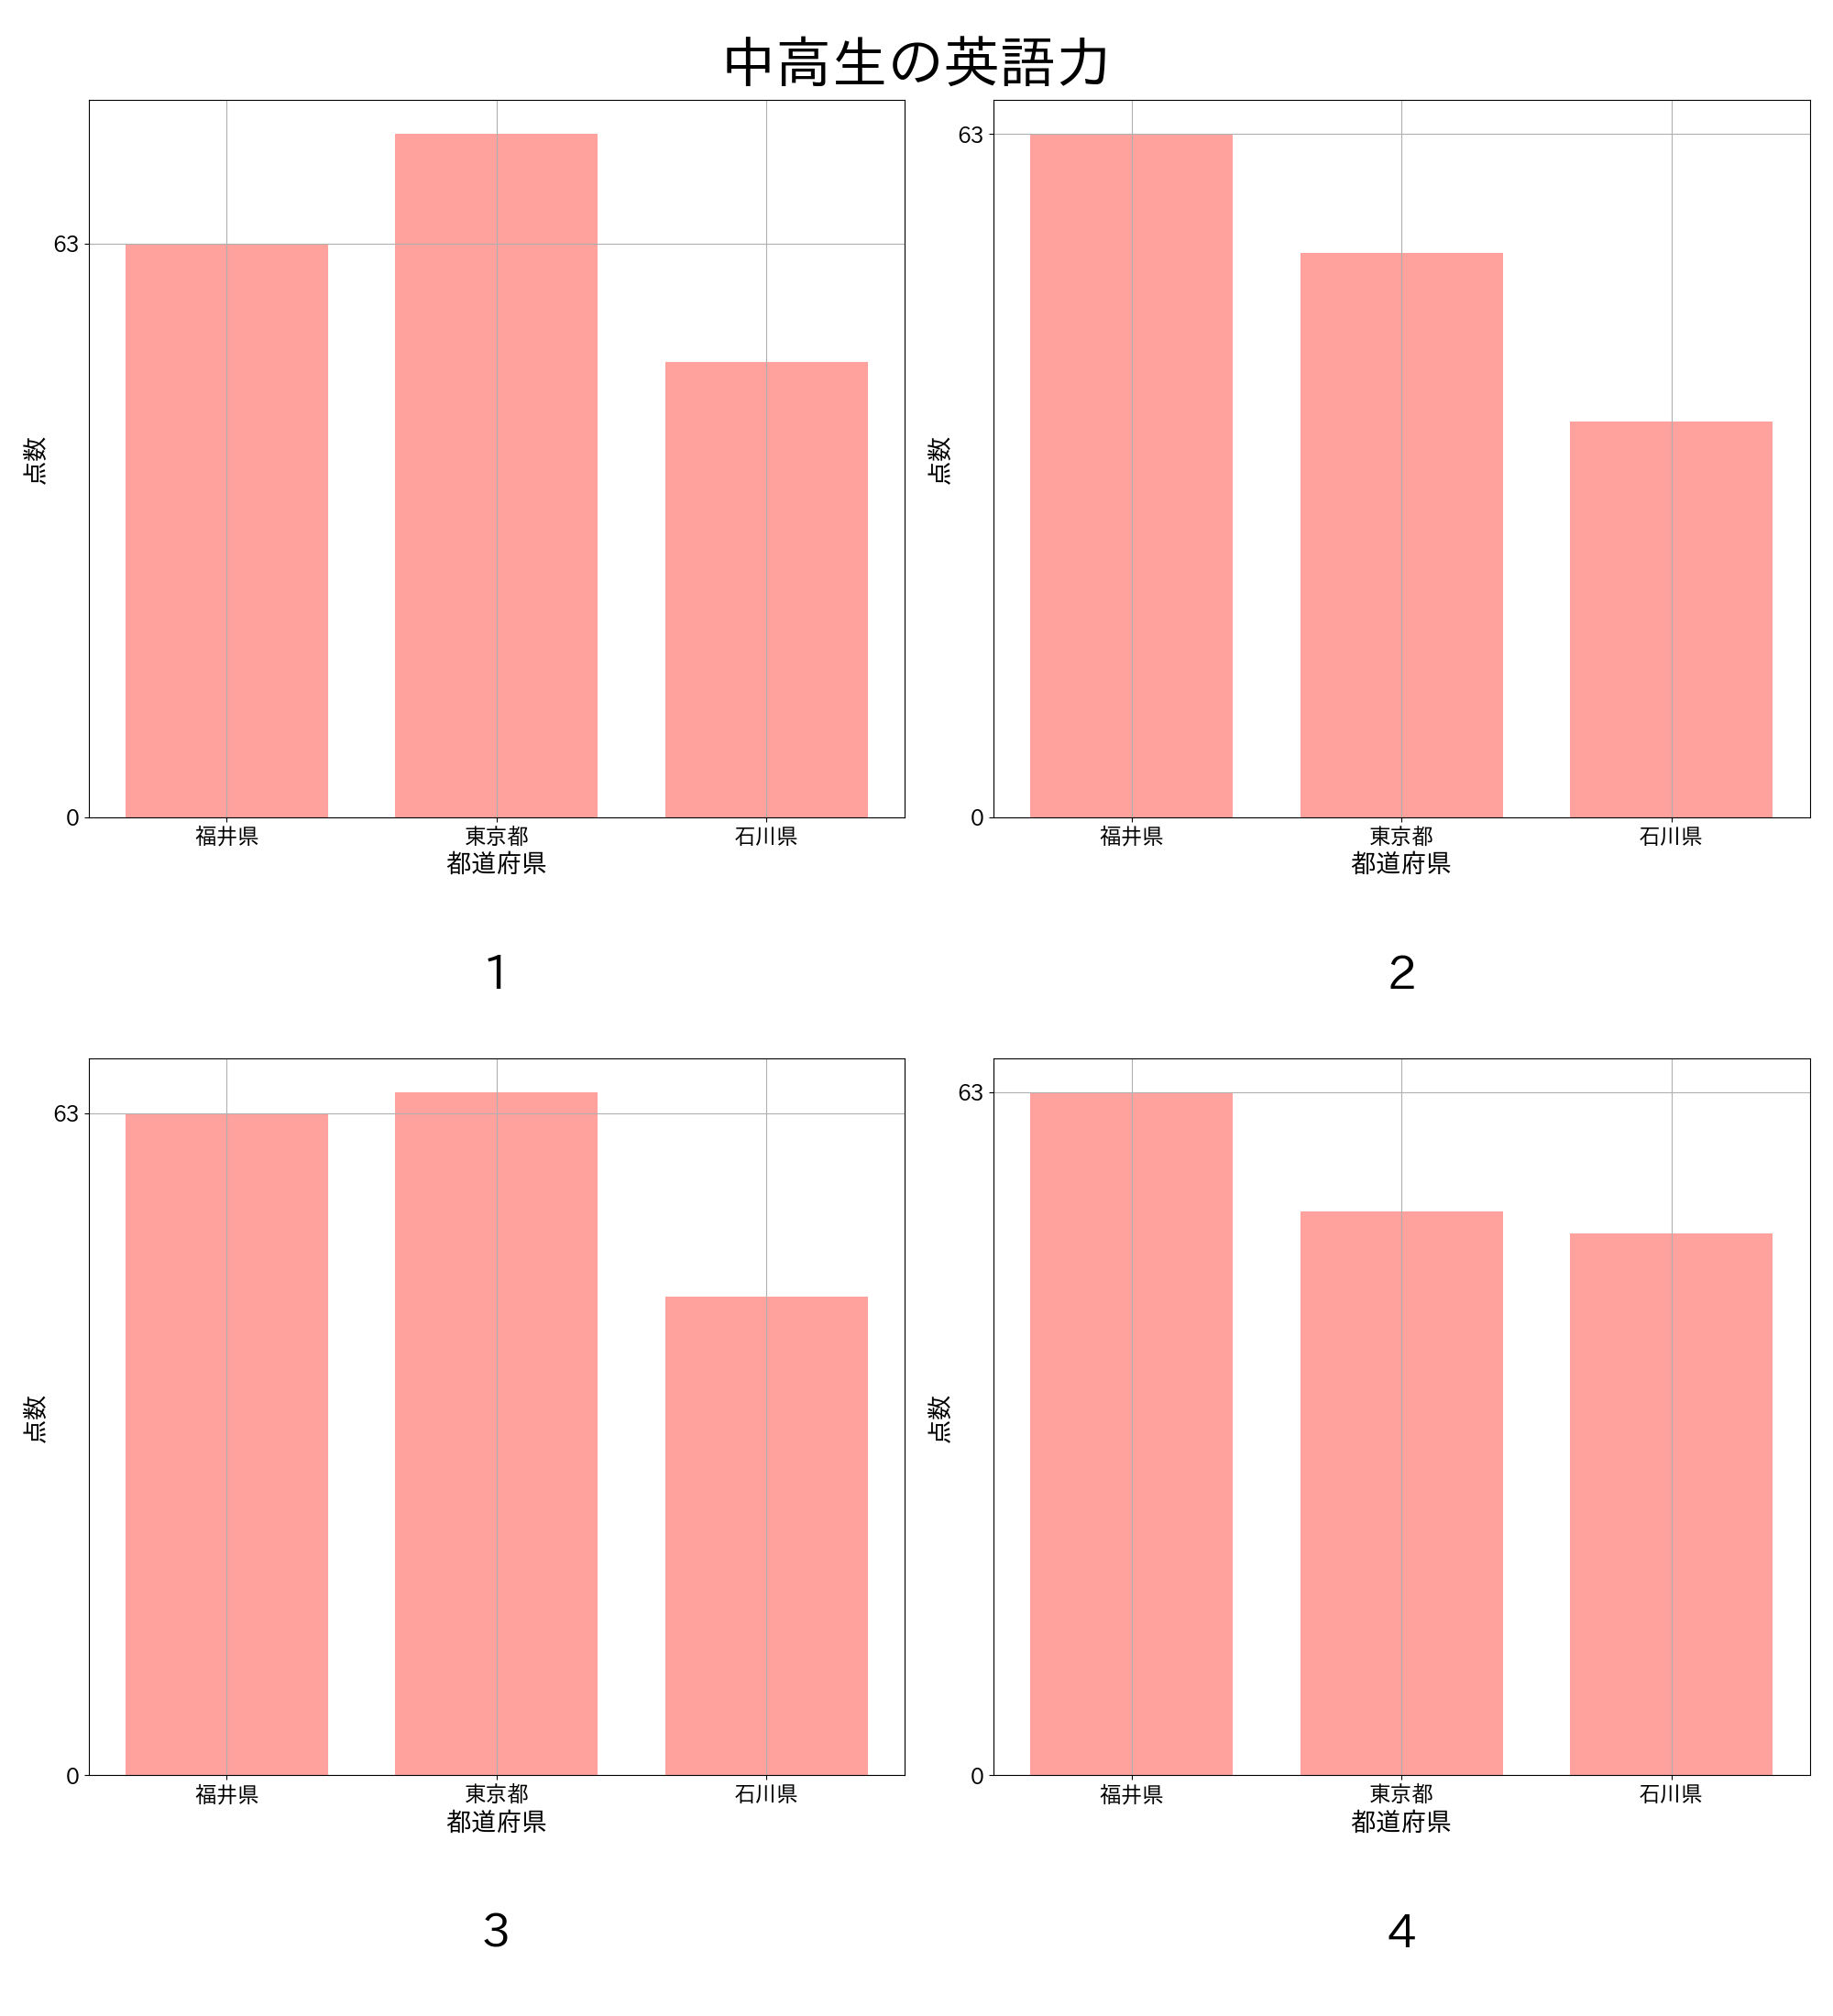 中高生の英語力
63
0
点数
福井県 東京都 石川県
都道府県
1
63
0
点数
福井県 東京都 石川県
都道府県
2
63
0
点数
福井県 東京都 石川県
都道府県
3
63
0
点数
福井県 東京都 石川県
都道府県
4